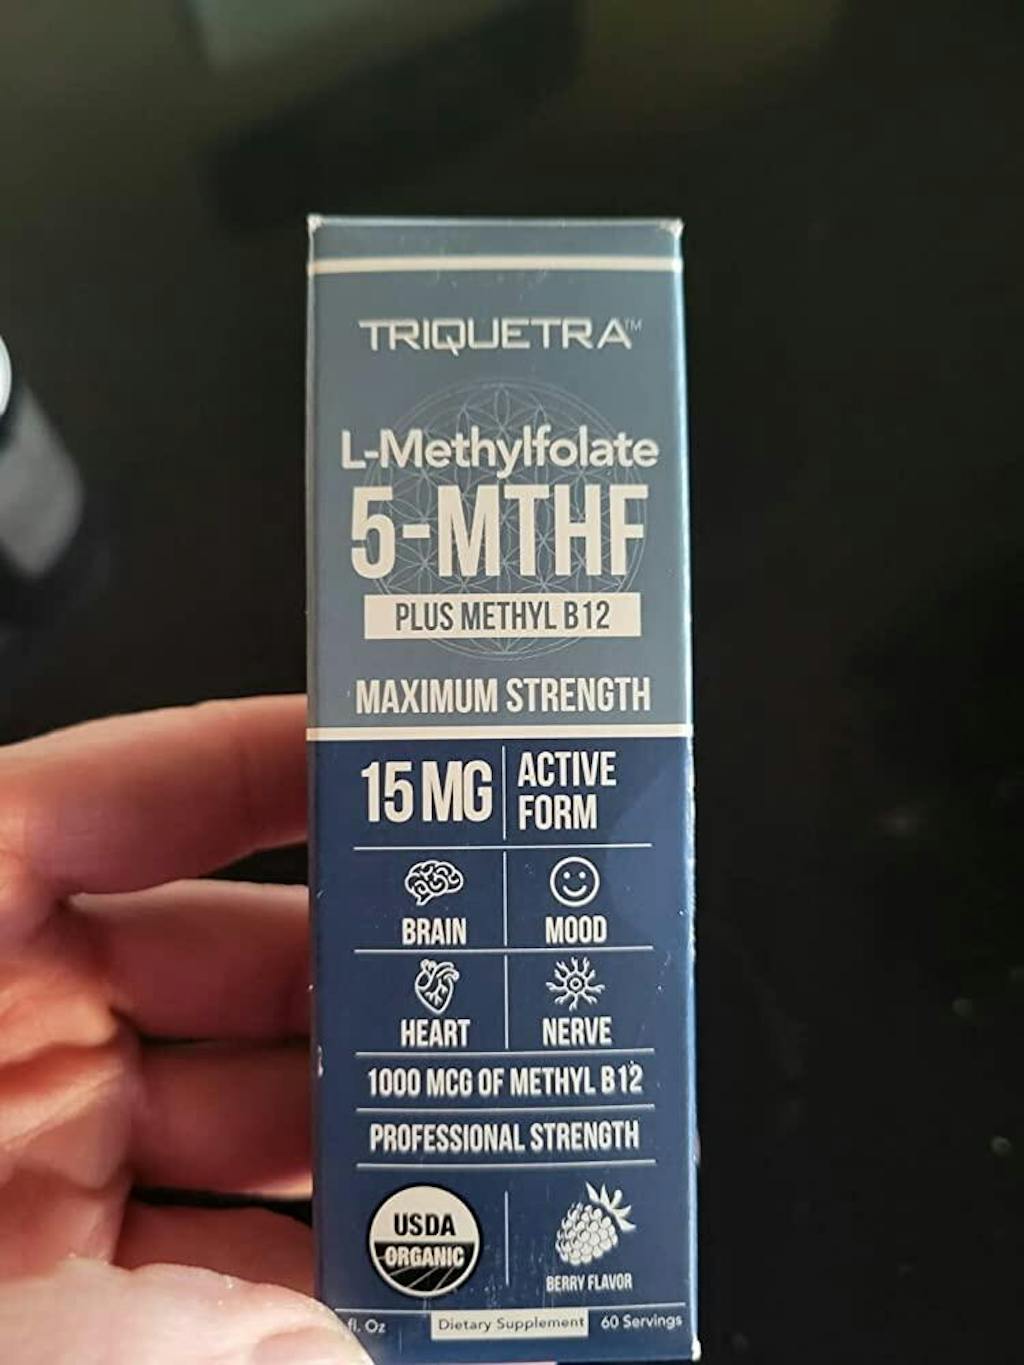 TRIQUETRA™
L-Methylfolate
5-MTHF
PLUS METHYL B12
MAXIMUM STRENGTH
15 MG
ACTIVE
FORM
BRAIN
MOOD
HEART
NERVE
1000 MCG OF METHYL B12
PROFESSIONAL STRENGTH
USDA
ORGANIC
BERRY FLAVOR
fl. Oz
Dietary Supplement
60 Servings